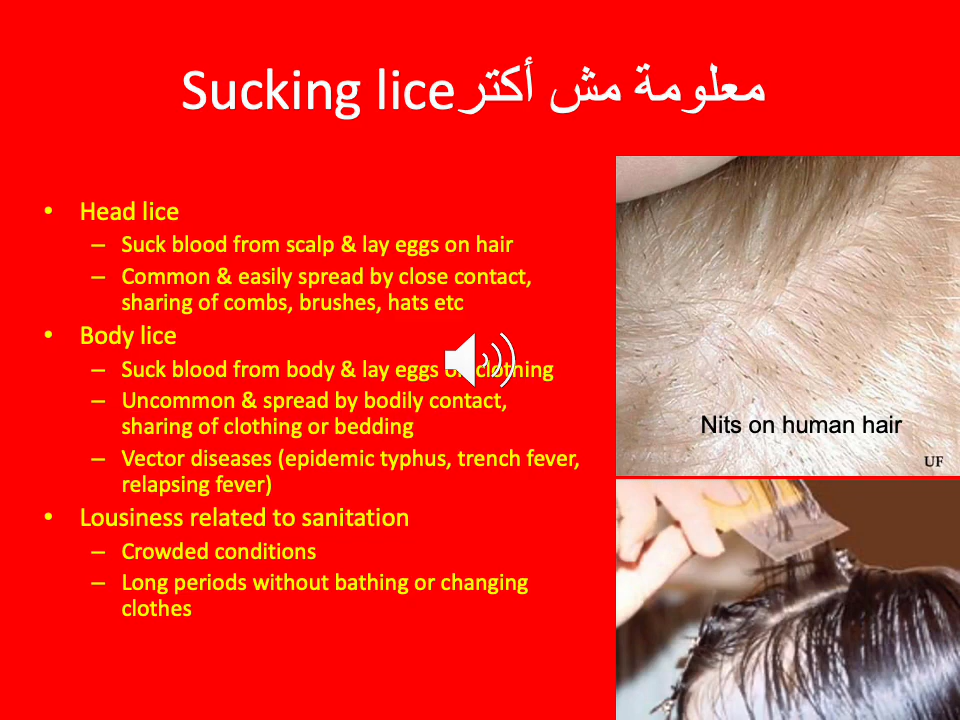 Sucking lice معلومة مش أكتر
• Head lice
– Suck blood from scalp & lay eggs on hair
– Common & easily spread by close contact,
sharing of combs, brushes, hats etc
• Body lice
– Suck blood from body & lay eggs on clothing
– Uncommon & spread by bodily contact,
sharing of clothing or bedding
– Vector diseases (epidemic typhus, trench fever,
relapsing fever)
• Lousiness related to sanitation
– Crowded conditions
– Long periods without bathing or changing
clothes
Nits on human hair
UF